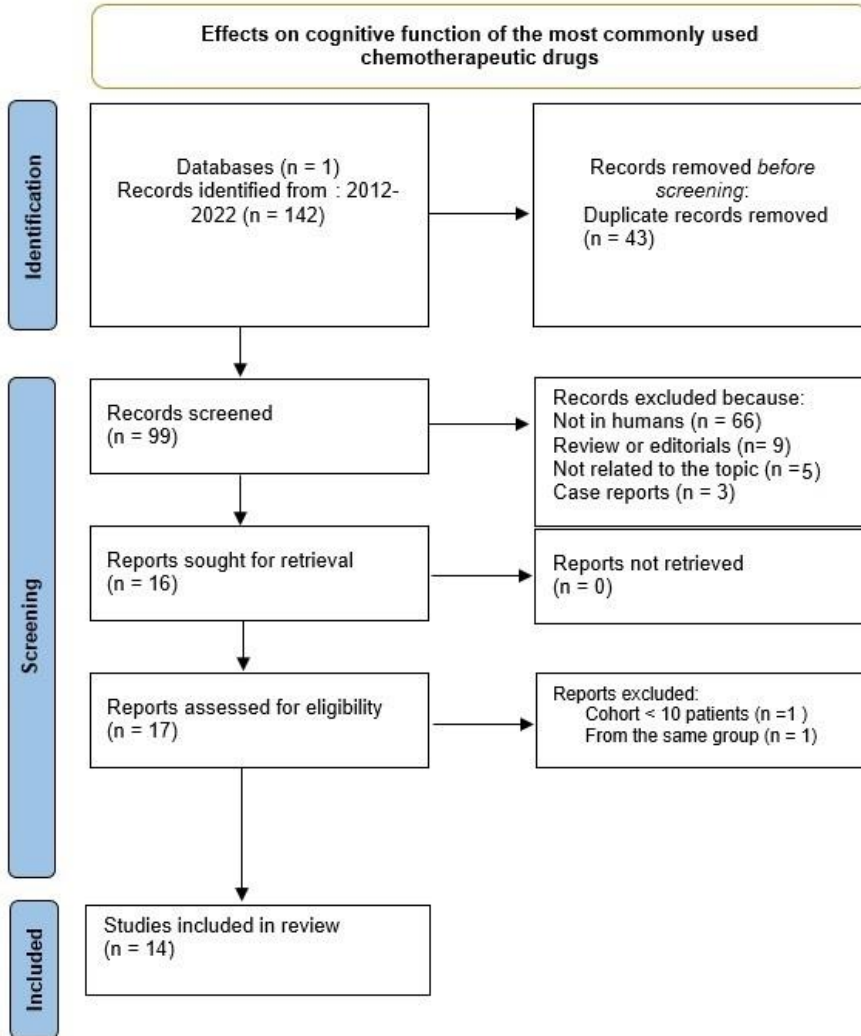 Effects on cognitive function of the most commonly used
chemotherapeutic drugs
Identification
Databases (n = 1)
Records identified from : 2012-
2022 (n = 142)
Records removed before
screening:
Duplicate records removed
(n = 43)
Screening
Records screened
(n = 99)
Records excluded because:
Not in humans (n = 66)
Review or editorials (n= 9)
Not related to the topic (n =5)
Case reports (n = 3)
Reports sought for retrieval
(n = 16)
Reports not retrieved
(n = 0)
Reports assessed for eligibility
(n = 17)
Reports excluded:
Cohort < 10 patients (n =1 )
From the same group (n = 1)
Included
Studies included in review
(n = 14)